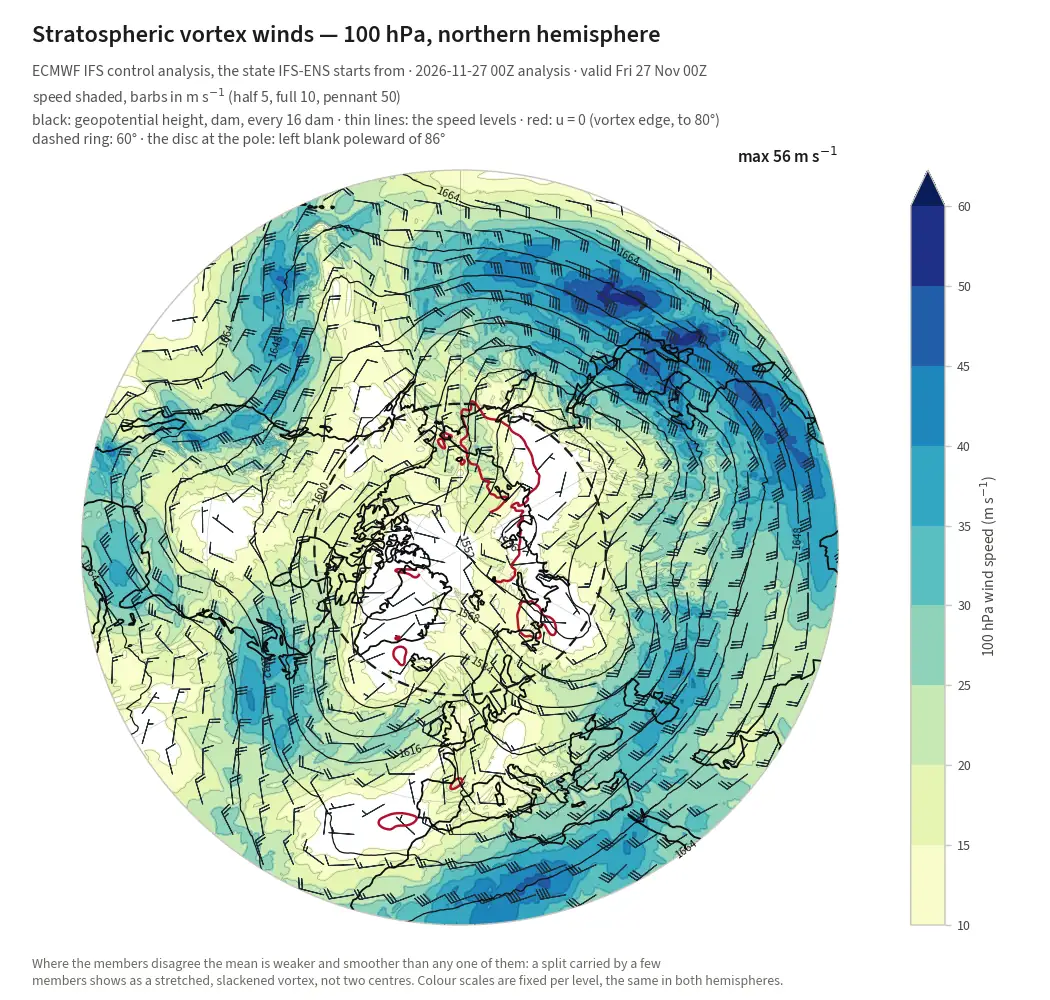 Stratospheric vortex winds — 100 hPa, northern hemisphere
ECMWF IFS control analysis, the state IFS-ENS starts from · 2026-11-27 00Z analysis · valid Fri 27 Nov 00Z
speed shaded, barbs in m s⁻¹ (half 5, full 10, pennant 50)
black: geopotential height, dam, every 16 dam · thin lines: the speed levels · red: u = 0 (vortex edge, to 80°)
dashed ring: 60° · the disc at the pole: left blank poleward of 86°
max 56 m s⁻¹
1664
1664
1664
1648
1600
1648
1552
1568
1616
1664
60
50
45
40
35
30
25
20
15
10
100 hPa wind speed (m s⁻¹)
Where the members disagree the mean is weaker and smoother than any one of them: a split carried by a few
members shows as a stretched, slackened vortex, not two centres. Colour scales are fixed per level, the same in both hemispheres.